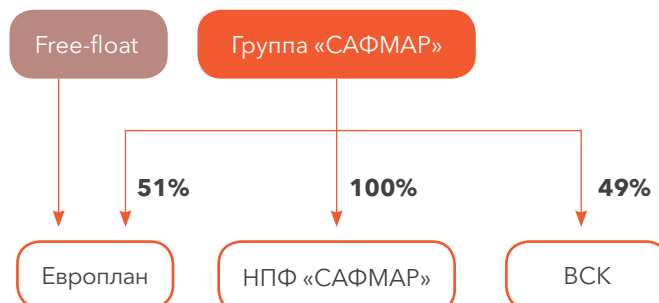 Free-float
Группа «САФМАР»
51%
100%
49%
Европлан
НПФ «САФМАР»
ВСК